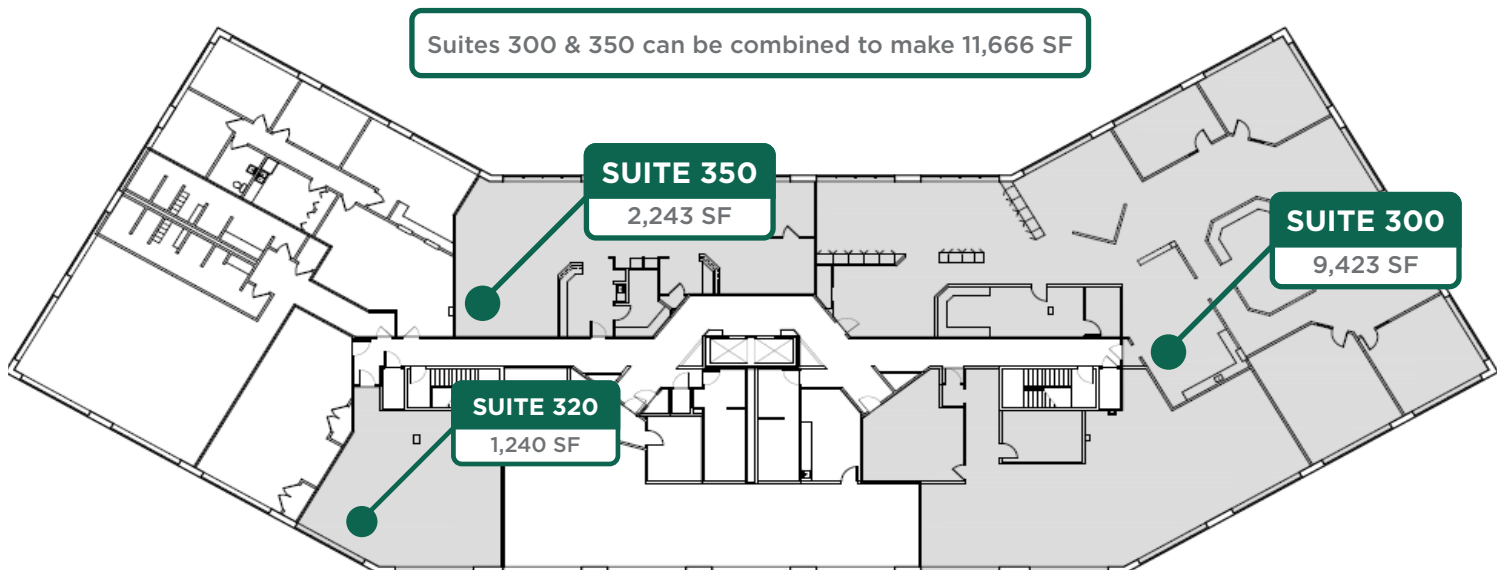 Suites 300 & 350 can be combined to make 11,666 SF
SUITE 350
2,243 SF
SUITE 300
9,423 SF
SUITE 320
1,240 SF